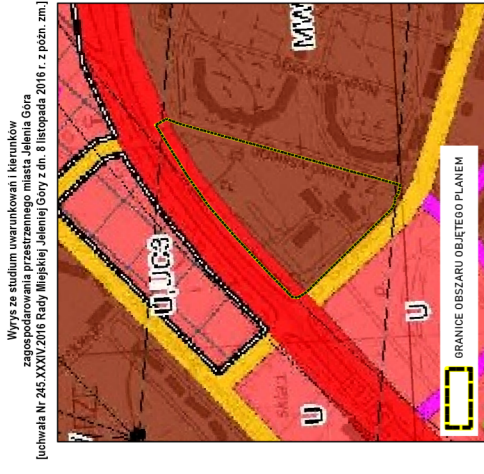 Wyrys ze studium uwarunkowań i kierunków
zagospodarowania przestrzennego miasta Jelenia Góra
[uchwała Nr 245.XXXIV.2016 Rady Miejskiej Jeleniej Góry z dn. 8 listopada 2016 r. z późn. zm.]
MW
U,UC3
U
U
GRANICE OBSZARU OBJĘTEGO PLANEM